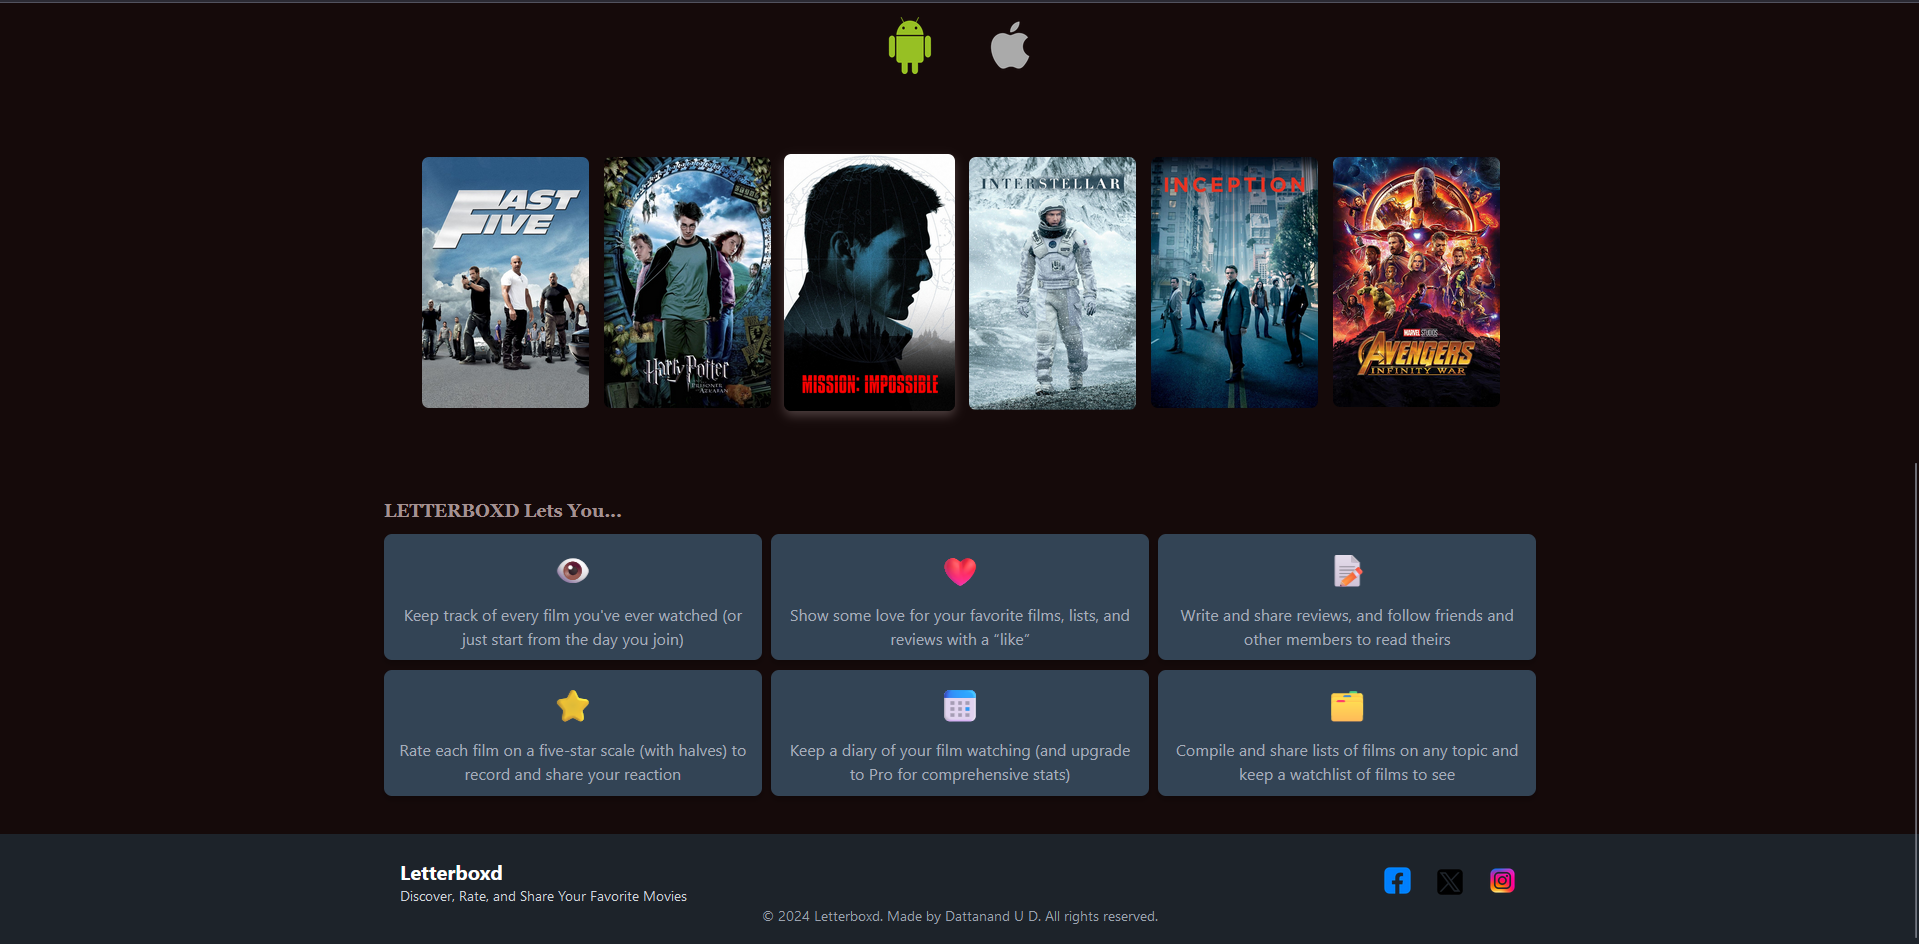 FAST
FIVE
Harry Potter
PRISONER
AZKABAN
MISSION: IMPOSSIBLE
INTERSTELLAR
INCEPTION
MARVEL STUDIOS
AVENGERS
INFINITY WAR
LETTERBOXD Lets You...
Keep track of every film you've ever watched (or
just start from the day you join)
Show some love for your favorite films, lists, and
reviews with a “like”
Write and share reviews, and follow friends and
other members to read theirs
Rate each film on a five-star scale (with halves) to
record and share your reaction
Keep a diary of your film watching (and upgrade
to Pro for comprehensive stats)
Compile and share lists of films on any topic and
keep a watchlist of films to see
Letterboxd
Discover, Rate, and Share Your Favorite Movies
© 2024 Letterboxd. Made by Dattanand U D. All rights reserved.